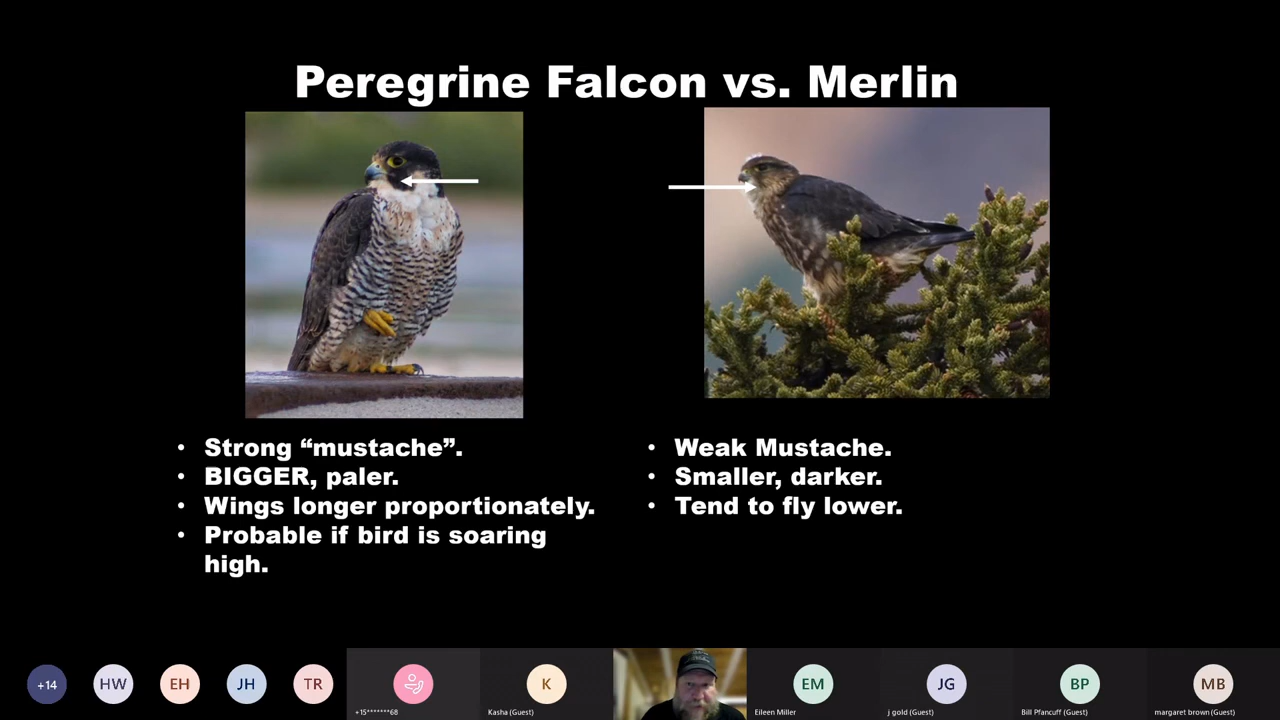 Peregrine Falcon vs. Merlin
• Strong “mustache”.
• BIGGER, paler.
• Wings longer proportionately.
• Probable if bird is soaring
high.
• Weak Mustache.
• Smaller, darker.
• Tend to fly lower.
+14
HW
EH
JH
TR
+15*******68
K
Kasha (Guest)
EM
Eileen Miller
JG
j gold (Guest)
BP
Bill Pfancuff (Guest)
MB
margaret brown (Guest)